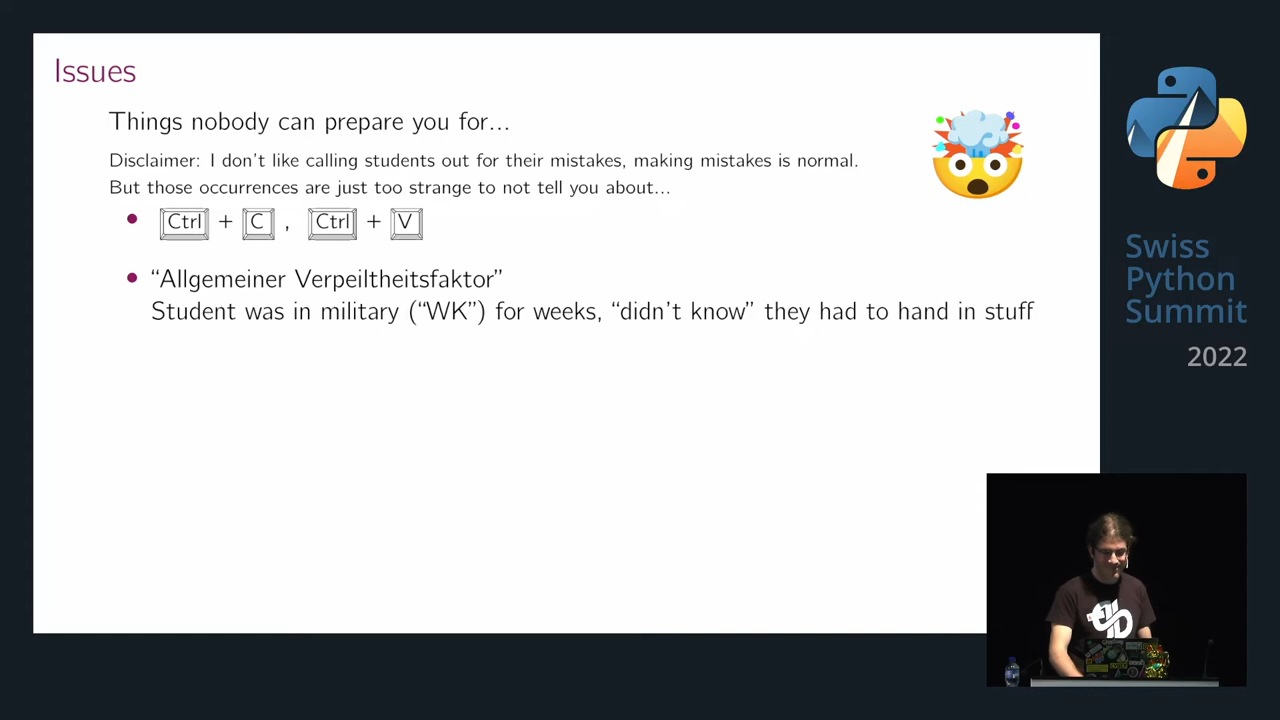 Issues
Things nobody can prepare you for...
Disclaimer: I don't like calling students out for their mistakes, making mistakes is normal.
But those occurrences are just too strange to not tell you about...
Ctrl + C , Ctrl + V
“Allgemeiner Verpeiltheitsfaktor”
Student was in military (“WK”) for weeks, “didn't know” they had to hand in stuff
Swiss
Python
Summit
2022